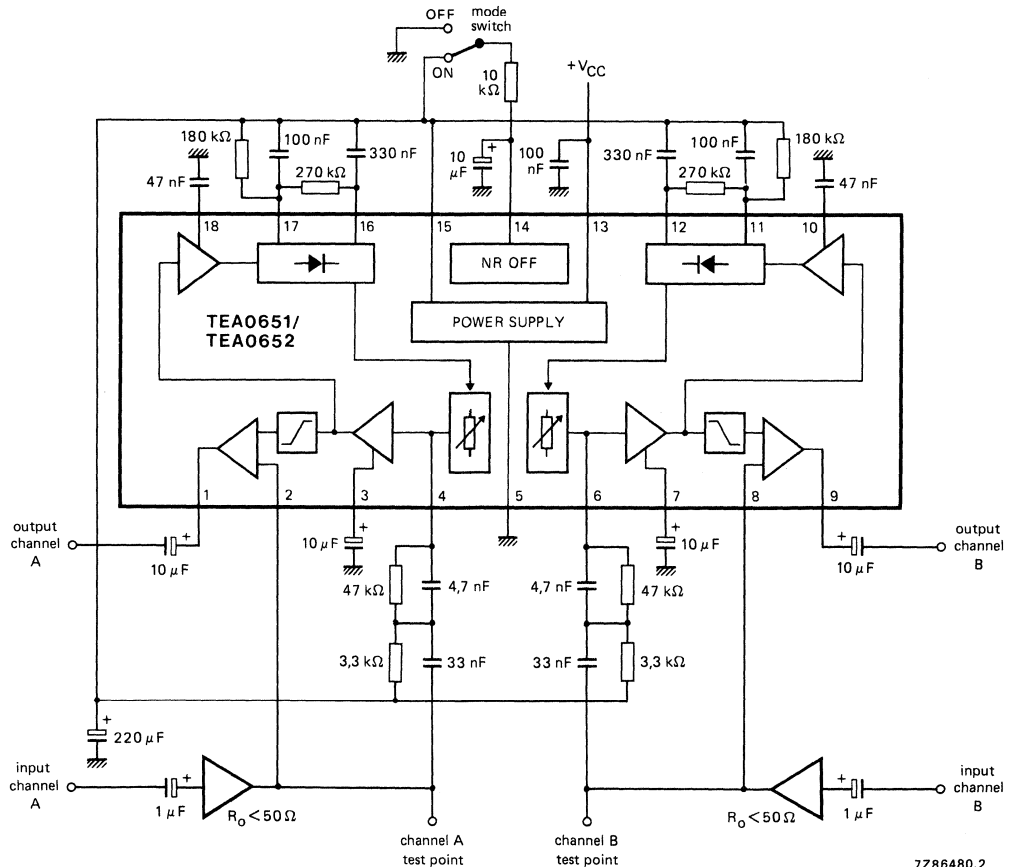 OFF
mode
switch
ON
10
kΩ
+VCC
180 kΩ
100 nF
330 nF
270 kΩ
47 nF
10
μF
100
nF
330 nF
100 nF
270 kΩ
180 kΩ
47 nF
18
17
16
15
14
13
12
11
10
NR OFF
POWER SUPPLY
TEA0651/
TEA0652
1
2
3
4
5
6
7
8
9
output
channel
A
10 μF
10 μF
47 kΩ
4,7 nF
4,7 nF
47 kΩ
10 μF
10 μF
output
channel
B
3,3 kΩ
33 nF
33 nF
3,3 kΩ
220 μF
input
channel
A
1 μF
Ro<50Ω
channel A
test point
channel B
test point
Ro<50Ω
1 μF
input
channel
B
7Z86480.2